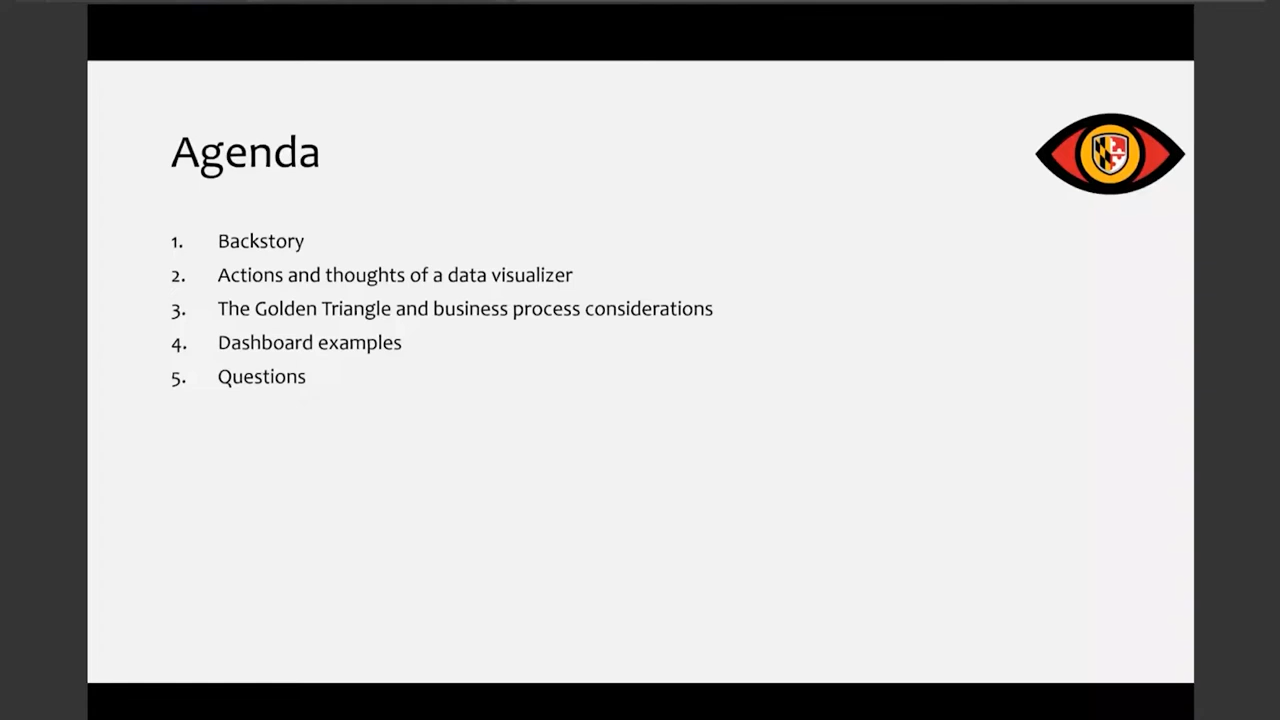 Agenda
1. Backstory
2. Actions and thoughts of a data visualizer
3. The Golden Triangle and business process considerations
4. Dashboard examples
5. Questions